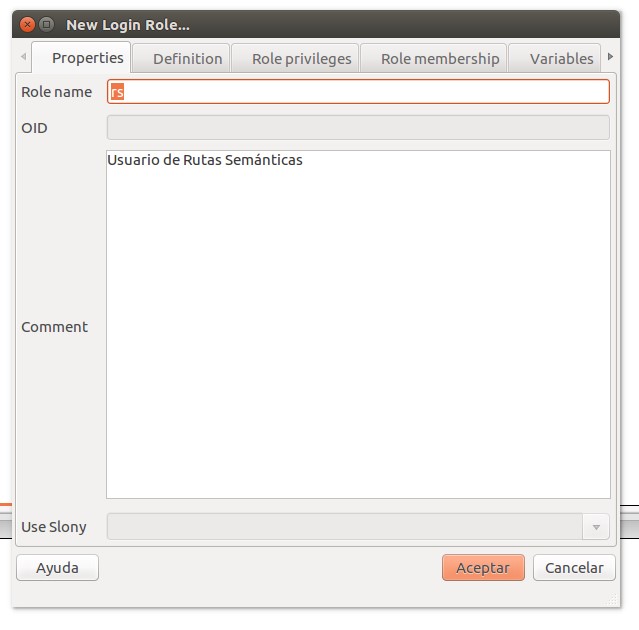 New Login Role...
Properties Definition Role privileges Role membership Variables
Role name rs
OID
Usuario de Rutas Semánticas
Comment
Use Slony
Ayuda Aceptar Cancelar